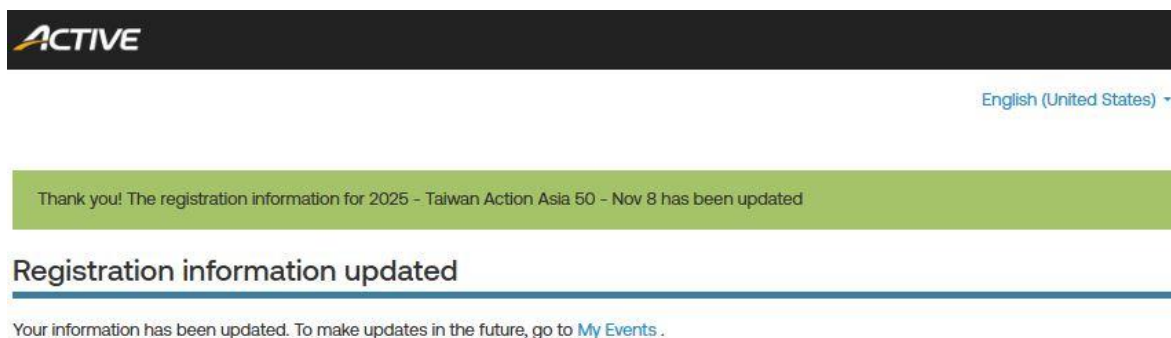 ACTIVE
English (United States)
Thank you! The registration information for 2025 - Taiwan Action Asia 50 - Nov 8 has been updated
Registration information updated
Your information has been updated. To make updates in the future, go to My Events .